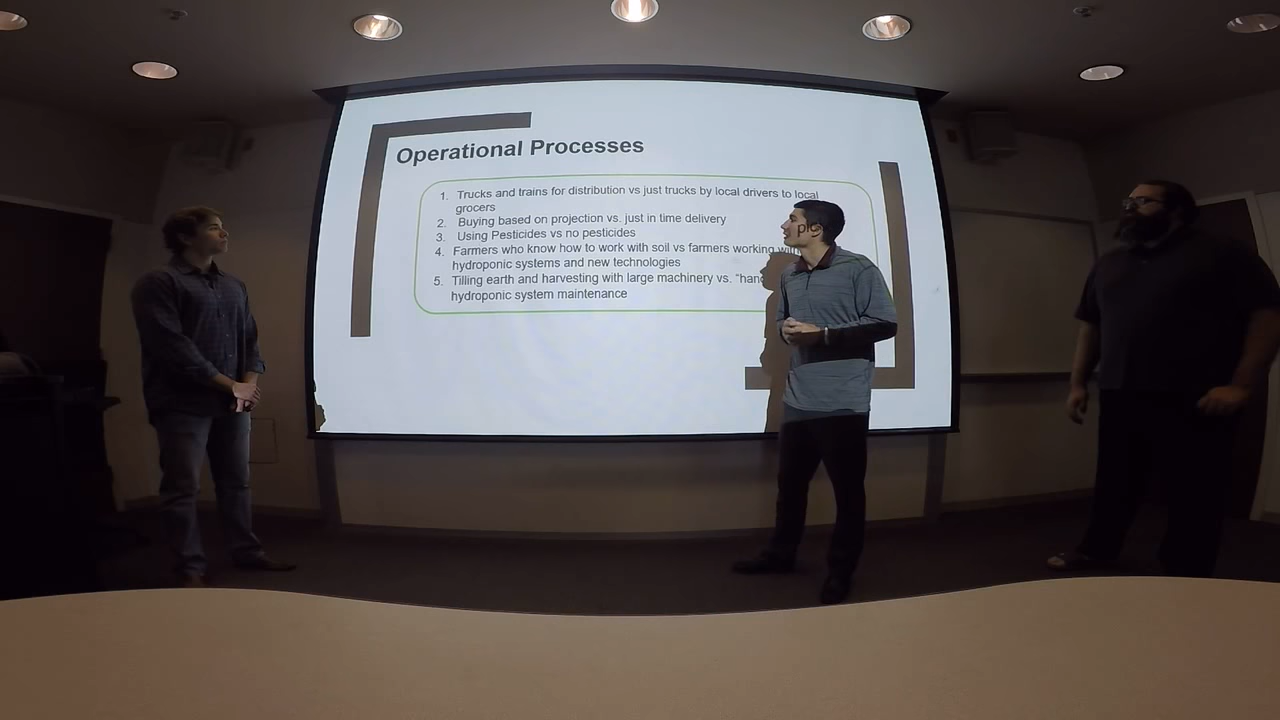 Operational Processes
1. Trucks and trains for distribution vs just trucks by local drivers to local
grocers
2. Buying based on projection vs. just in time delivery
3. Using Pesticides vs no pesticides
4. Farmers who know how to work with soil vs farmers working with
hydroponic systems and new technologies
5. Tilling earth and harvesting with large machinery vs.
hydroponic system maintenance